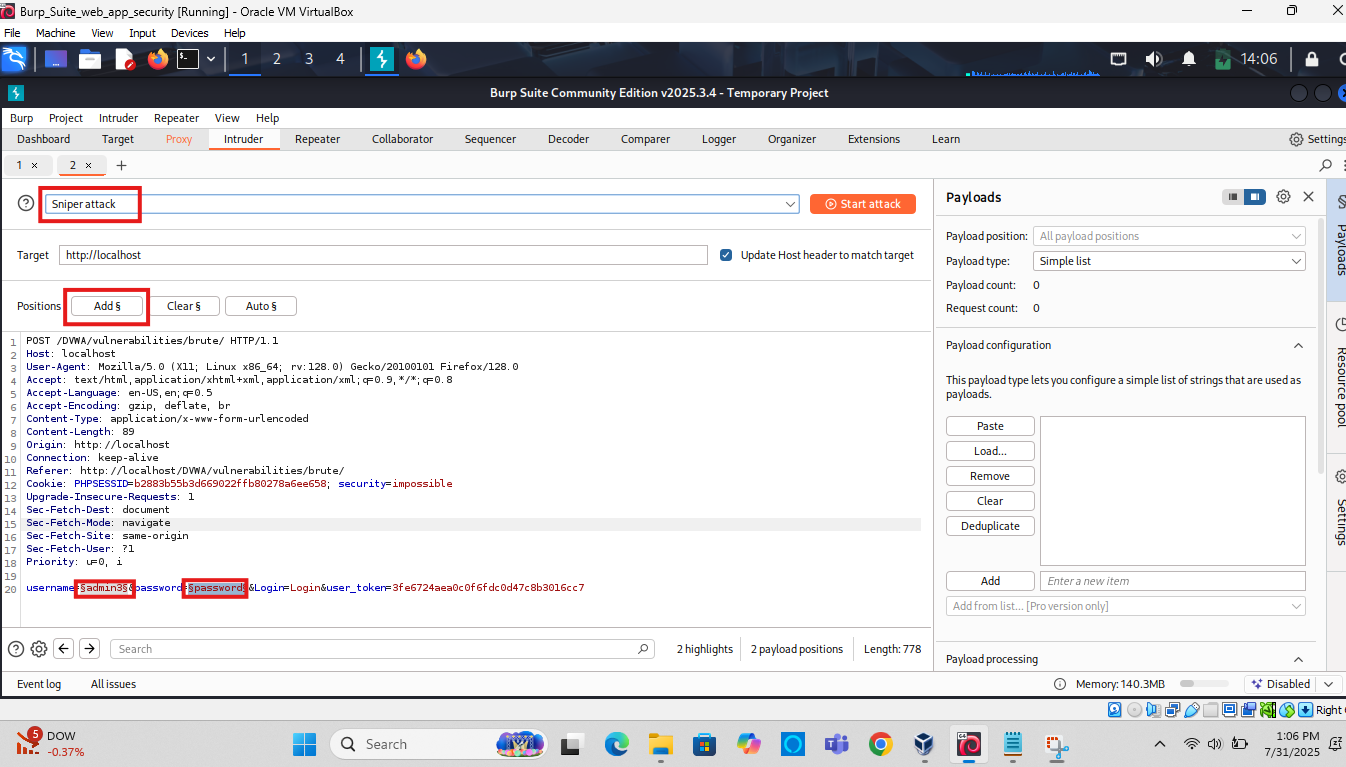 Burp_Suite_web_app_security [Running] - Oracle VM VirtualBox
File Machine View Input Devices Help
1 2 3 4 14:06
Burp Suite Community Edition v2025.3.4 - Temporary Project
Burp Project Intruder Repeater View Help
Dashboard Target Proxy Intruder Repeater Collaborator Sequencer Decoder Comparer Logger Organizer Extensions Learn Settings
1 × 2 × +
Sniper attack Start attack
Target http://localhost Update Host header to match target
Positions Add § Clear § Auto §
1 POST /DVWA/vulnerabilities/brute/ HTTP/1.1
2 Host: localhost
3 User-Agent: Mozilla/5.0 (X11; Linux x86_64; rv:128.0) Gecko/20100101 Firefox/128.0
4 Accept: text/html,application/xhtml+xml,application/xml;q=0.9,*/*;q=0.8
5 Accept-Language: en-US,en;q=0.5
6 Accept-Encoding: gzip, deflate, br
7 Content-Type: application/x-www-form-urlencoded
8 Content-Length: 89
9 Origin: http://localhost
10 Connection: keep-alive
11 Referer: http://localhost/DVWA/vulnerabilities/brute/
12 Cookie: PHPSESSID=b2883b55b3d669022ffb80278a6ee658; security=impossible
13 Upgrade-Insecure-Requests: 1
14 Sec-Fetch-Dest: document
15 Sec-Fetch-Mode: navigate
16 Sec-Fetch-Site: same-origin
17 Sec-Fetch-User: ?1
18 Priority: u=0, i
19
20 username=§admin3§&password=§password§&Login=Login&user_token=3fe6724aea0c0f6fdc0d47c8b3016cc7
Search 2 highlights 2 payload positions Length: 778
Payloads
Payload position: All payload positions
Payload type: Simple list
Payload count: 0
Request count: 0
Payload configuration
This payload type lets you configure a simple list of strings that are used as
payloads.
Paste
Load...
Remove
Clear
Deduplicate
Add Enter a new item
Add from list... [Pro version only]
Payload processing
Payloads
Resource pool
Settings
Event log All issues Memory: 140.3MB Disabled
Right
5 DOW
-0.37%
Search
1:06 PM
7/31/2025